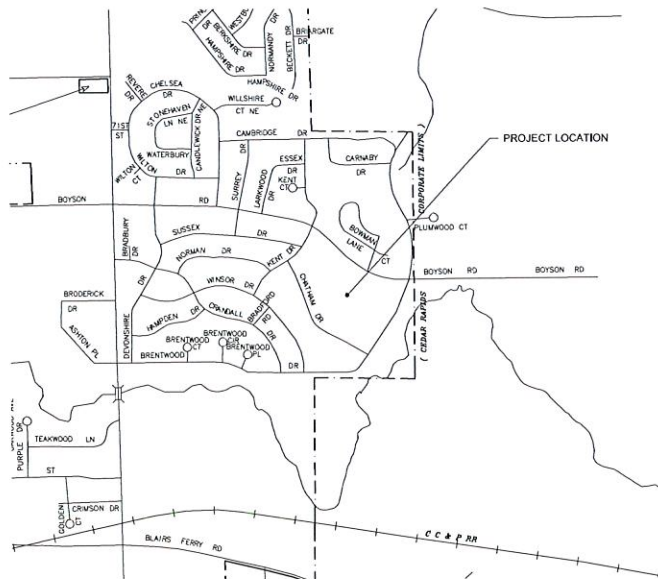 WESTBU
PRIN
BERKSHIRE
DR
HAMPSHIRE
DR
NORMANDY
BECKETT DR
BRIARGATE
DR
HAMPSHIRE DR
REVERE
DR
CHELSEA
DR
STONEHAVEN
LN NE
WILLSHIRE
CT NE
CANDLEWICK DR NE
71ST
ST
CAMBRIDGE DR
WATERBURY
WILTON
DR
WILTON
CT
ESSEX
DR
CARNABY
DR
KENT
CT
SURREY
DR
LARKWOOD
DR
PROJECT LOCATION
( CEDAR RAPIDS
CORPORATE LIMITS )
BOYSON RD
PLUMWOOD CT
BOWMAN
LANE
CT
BRADBURY
DR
SUSSEX DR
NORMAN DR
KENT DR
BOYSON RD BOYSON RD
WINSOR DR
CHATHAM
DR
BRODERICK
DR
ASHTON PL
DEVONSHIRE
DR
HAMPDEN DR
CRANDALL
DR
BRADFORD
RD
BRENTWOOD
CT
BRENTWOOD
CIR
BRENTWOOD
PL
BRENTWOOD DR
PURPLE DR
TEAKWOOD LN
ST
GOLDEN
CT
CRIMSON DR
BLAIRS FERRY RD
C C & P RR